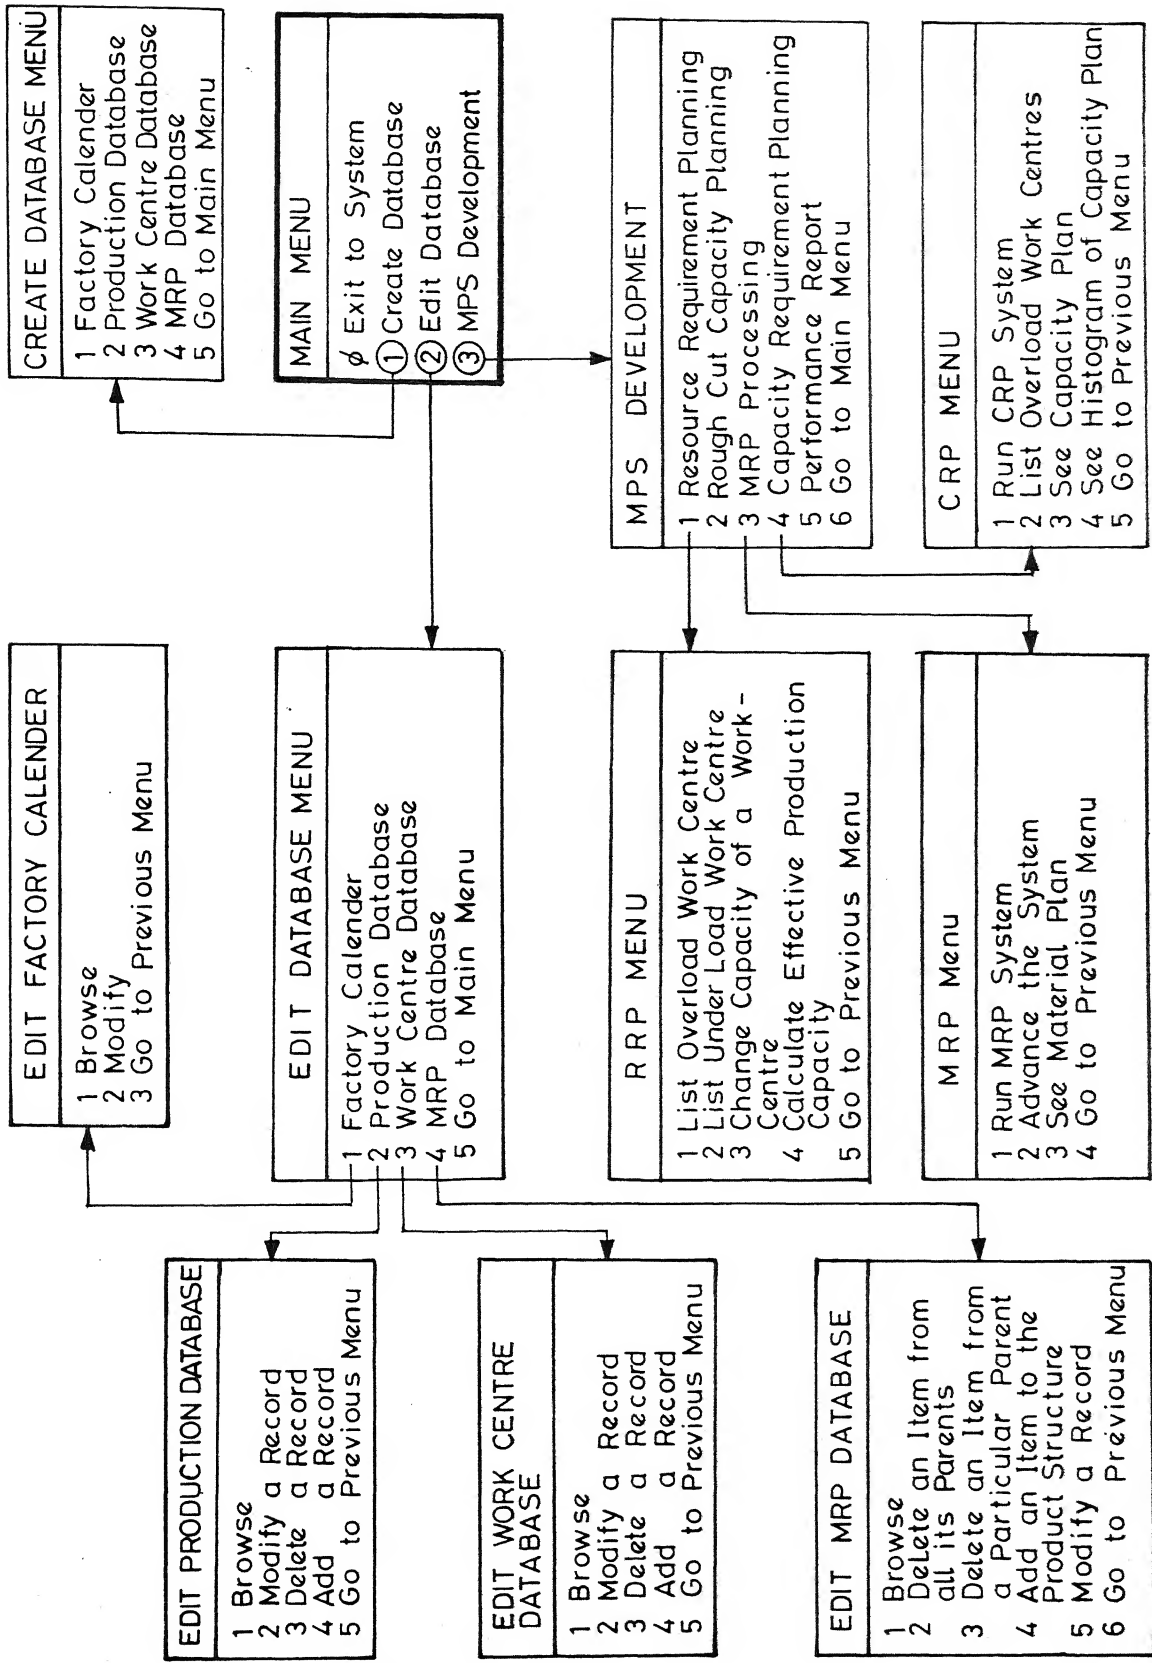 EDIT PRODUCTION DATABASE
1 Browse
2 Modify a Record
3 Delete a Record
4 Add a Record
5 Go to Previous Menu
EDIT WORK CENTRE
DATABASE
1 Browse
2 Modify a Record
3 Delete a Record
4 Add a Record
5 Go to Previous Menu
EDIT MRP DATABASE
1 Browse
2 Delete an Item from
all its Parents
3 Delete an Item from
a Particular Parent
4 Add an Item to the
Product Structure
5 Modify a Record
6 Go to Previous Menu
EDIT FACTORY CALENDER
1 Browse
2 Modify
3 Go to Previous Menu
EDIT DATABASE MENU
1 Factory Calender
2 Production Database
3 Work Centre Database
4 MRP Database
5 Go to Main Menu
RRP MENU
1 List Overload Work Centre
2 List Under Load Work Centre
3 Change Capacity of a Work-
Centre
4 Calculate Effective Production
Capacity
5 Go to Previous Menu
MRP Menu
1 Run MRP System
2 Advance the System
3 See Material Plan
4 Go to Previous Menu
CREATE DATABASE MENU
1 Factory Calender
2 Production Database
3 Work Centre Database
4 MRP Database
5 Go to Main Menu
MAIN MENU
ø Exit to System
1 Create Database
2 Edit Database
3 MPS Development
MPS DEVELOPMENT
1 Resource Requirement Planning
2 Rough Cut Capacity Planning
3 MRP Processing
4 Capacity Requirement Planning
5 Performance Report
6 Go to Main Menu
CRP MENU
1 Run CRP System
2 List Overload Work Centres
3 See Capacity Plan
4 See Histogram of Capacity Plan
5 Go to Previous Menu